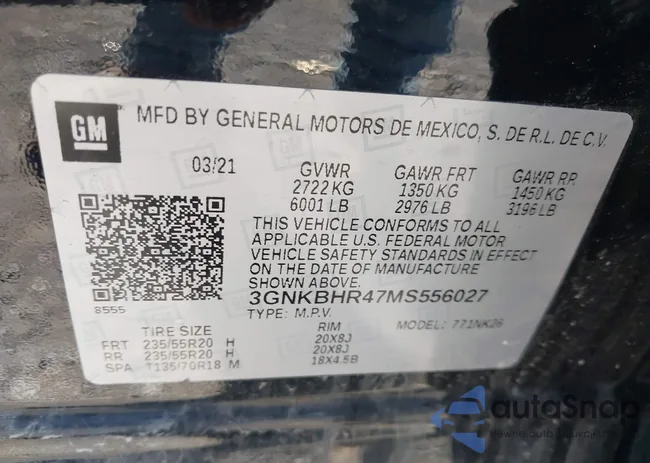 GM
MFD BY GENERAL MOTORS DE MEXICO, S. DE R.L. DE C.V.
03/21 GVWR GAWR FRT GAWR RR
2722 KG 1350 KG 1450 KG
6001 LB 2976 LB 3196 LB
THIS VEHICLE CONFORMS TO ALL
APPLICABLE U.S. FEDERAL MOTOR
VEHICLE SAFETY STANDARDS IN EFFECT
ON THE DATE OF MANUFACTURE
SHOWN ABOVE.
3GNKBHR47MS556027
8555 TYPE: M.P.V. MODEL: 771NK26
TIRE SIZE RIM
FRT 235/55R20 H 20X8J
RR 235/55R20 H 20X8J
SPA T135/70R18 M 18X4.5B
autoSnap